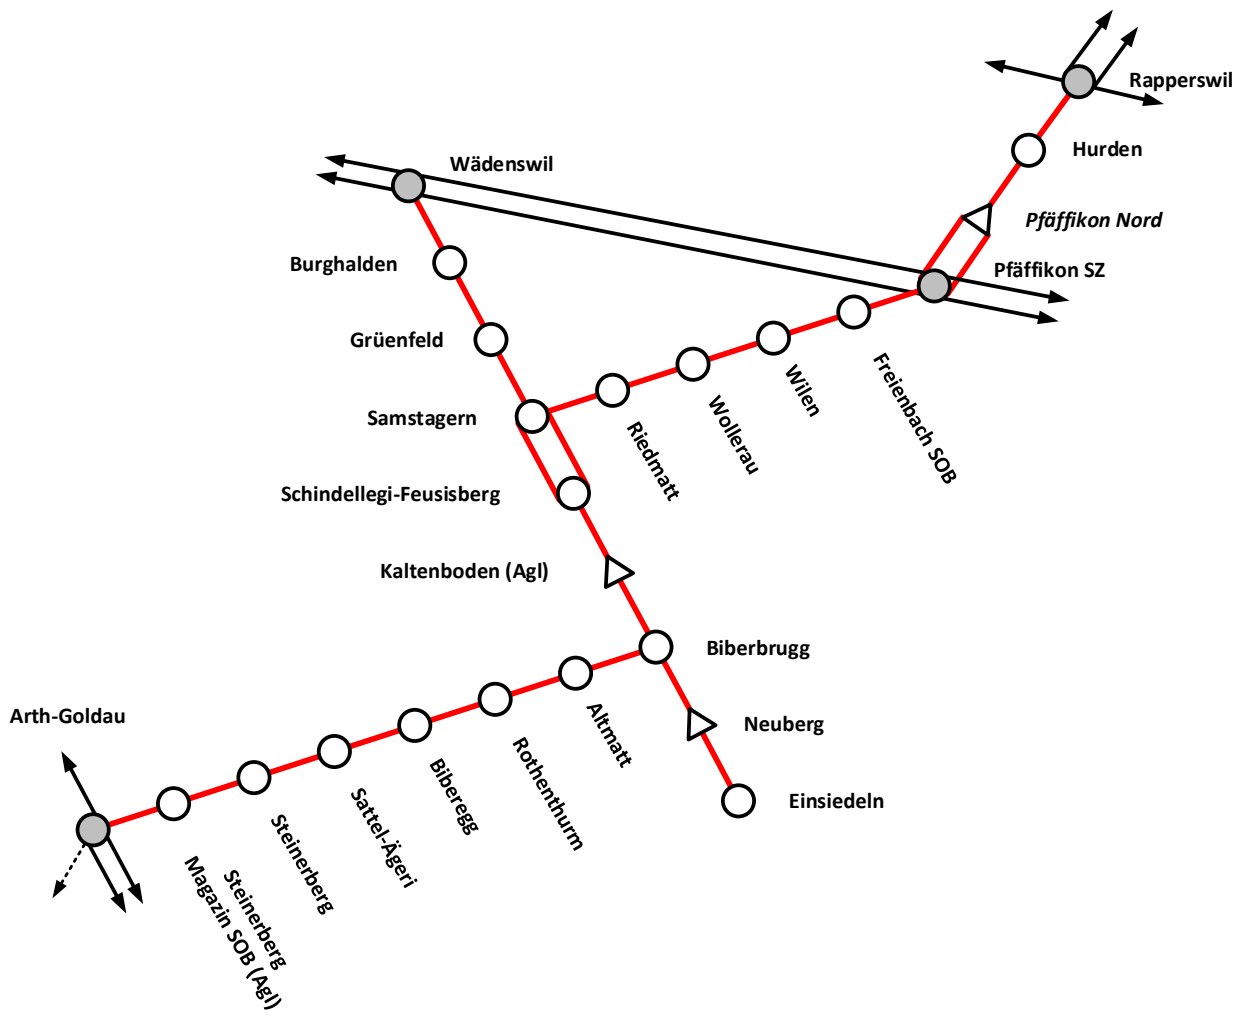 Rapperswil
Hurden
Wädenswil
Pfäffikon Nord
Burghalden
Pfäffikon SZ
Grüenfeld
Freienbach SOB
Wilen
Wollerau
Samstagern
Riedmatt
Schindellegi-Feusisberg
Kaltenboden (Agl)
Biberbrugg
Altmatt
Arth-Goldau
Neuberg
Rothenthurm
Biberegg
Einsiedeln
Sattel-Ägeri
Steinerberg
Steinerberg
Magazin SOB (Agl)